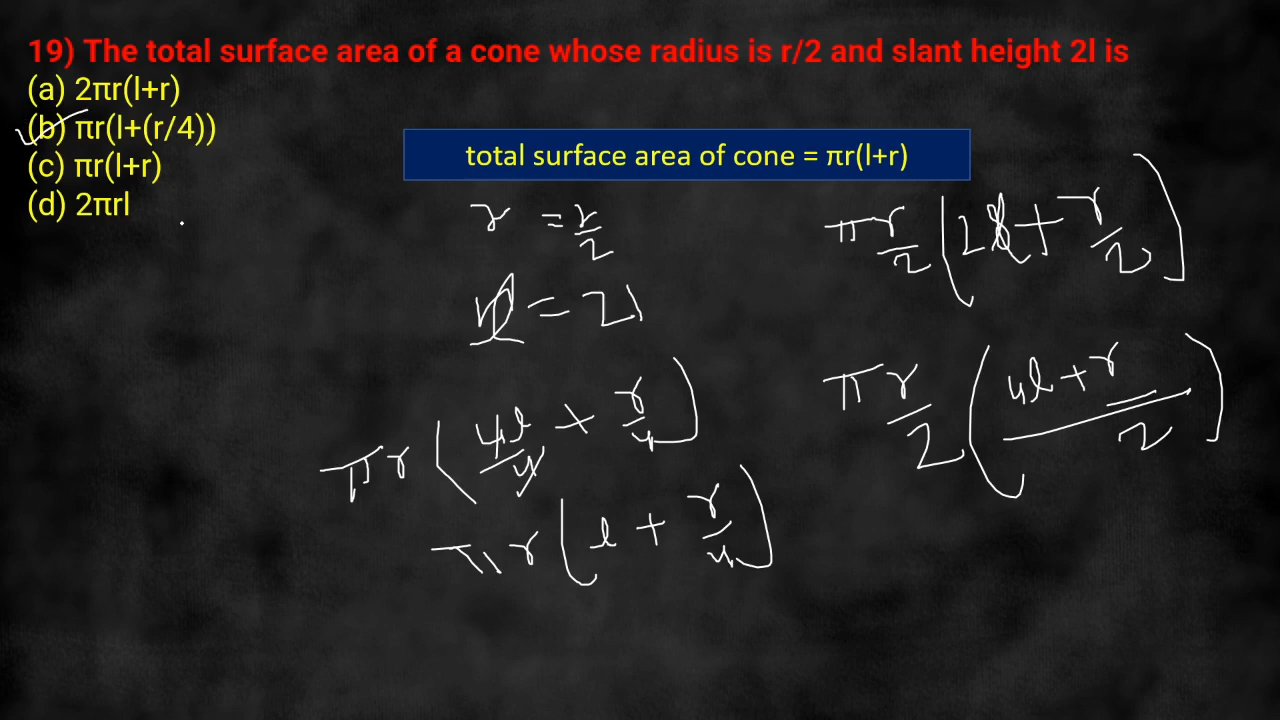 19) The total surface area of a cone whose radius is r/2 and slant height 2l is
(a) 2πr(l+r)
(b) πr(l+(r/4))
(c) πr(l+r)
(d) 2πrl
total surface area of cone = πr(l+r)
r = r/2
l = 2l
π r/2 (2l + r/2)
π r/2 ((4l + r)/2)
πr (4l/4 + r/4)
πr (l + r/4)